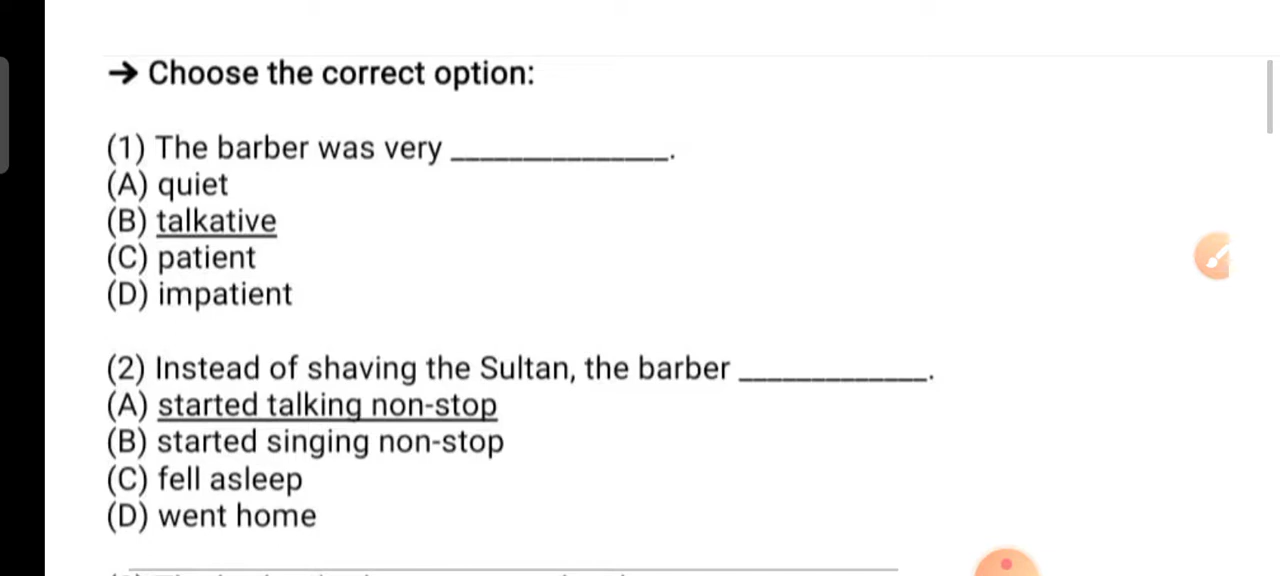 → Choose the correct option:
(1) The barber was very ______________.
(A) quiet
(B) talkative
(C) patient
(D) impatient
(2) Instead of shaving the Sultan, the barber ____________.
(A) started talking non-stop
(B) started singing non-stop
(C) fell asleep
(D) went home